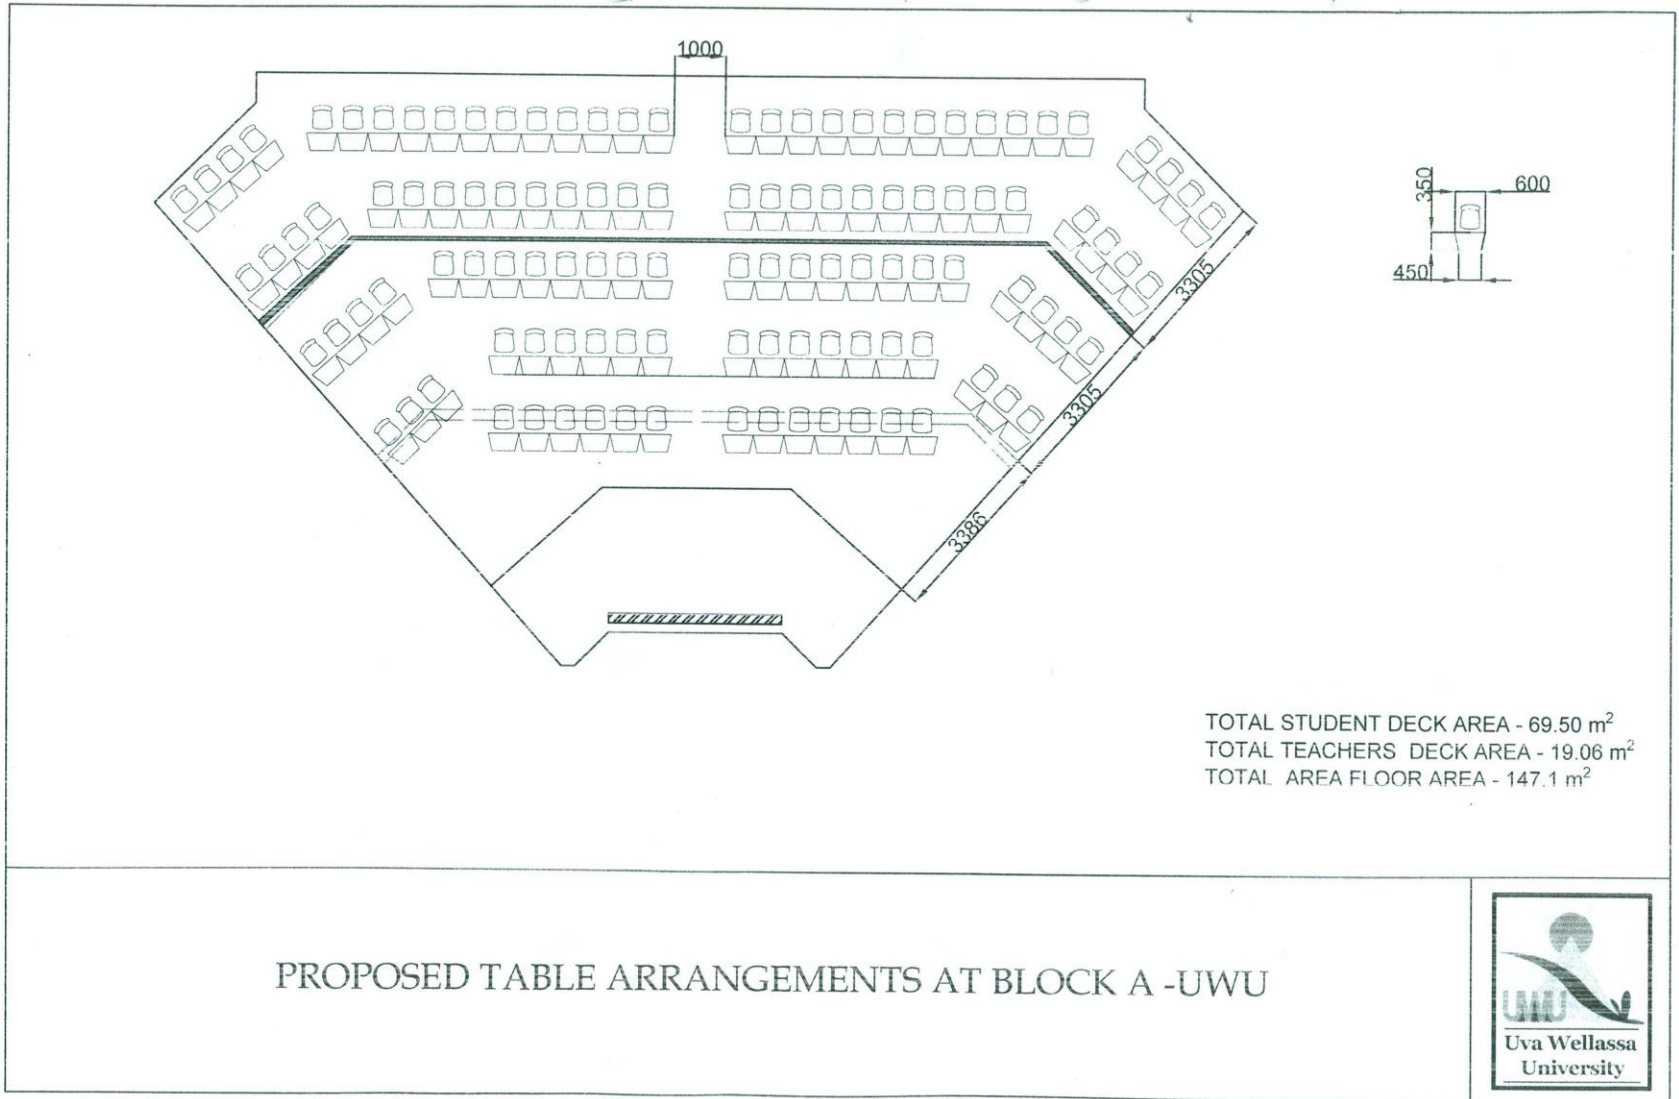 1000
350
600
450
3305
3305
3386
TOTAL STUDENT DECK AREA - 69.50 m²
TOTAL TEACHERS DECK AREA - 19.06 m²
TOTAL AREA FLOOR AREA - 147.1 m²
PROPOSED TABLE ARRANGEMENTS AT BLOCK A -UWU
UWU
Uva Wellassa
University